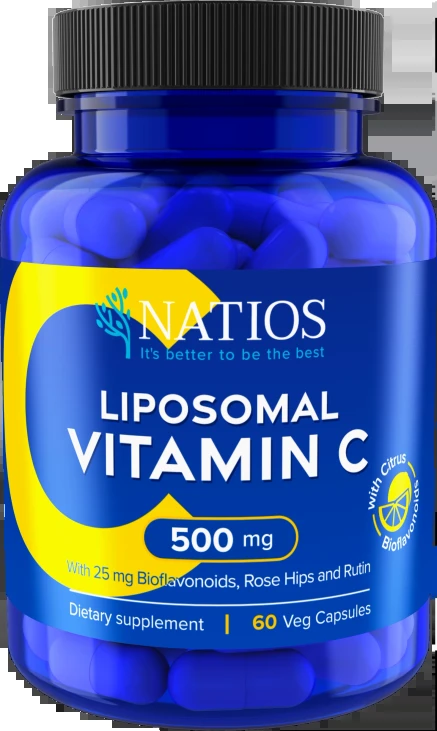 NATIOS
It's better to be the best
LIPOSOMAL
VITAMIN C
500 mg
with Citrus
Bioflavonoids
With 25 mg Bioflavonoids, Rose Hips and Rutin
Dietary supplement | 60 Veg Capsules